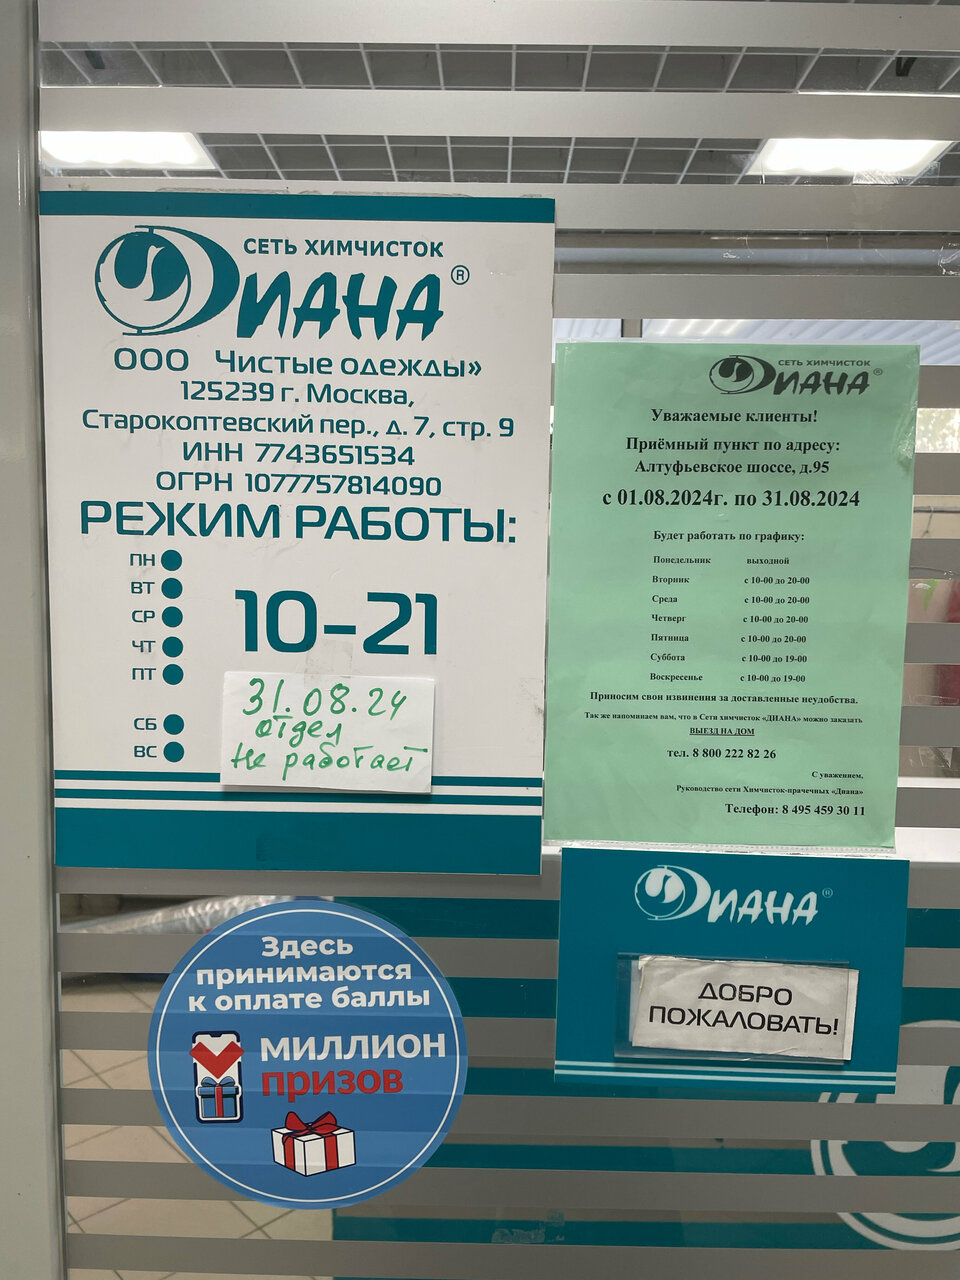 СЕТЬ ХИМЧИСТОК
ДИАНА®
ООО Чистые одежды»
125239 г. Москва,
Старокоптевский пер., д. 7, стр. 9
ИНН 7743651534
ОГРН 1077757814090
РЕЖИМ РАБОТЫ:
ПН
ВТ
СР
ЧТ
ПТ
10-21
СБ
ВС
31.08.24
отдел
не работает
СЕТЬ ХИМЧИСТОК
ДИАНА®
Уважаемые клиенты!
Приёмный пункт по адресу:
Алтуфьевское шоссе, д.95
с 01.08.2024г. по 31.08.2024
Будет работать по графику:
Понедельник выходной
Вторник с 10-00 до 20-00
Среда с 10-00 до 20-00
Четверг с 10-00 до 20-00
Пятница с 10-00 до 20-00
Суббота с 10-00 до 19-00
Воскресенье с 10-00 до 19-00
Приносим свои извинения за доставленные неудобства.
Так же напоминаем вам, что в Сети химчисток «ДИАНА» можно заказать
ВЫЕЗД НА ДОМ
тел. 8 800 222 82 26
С уважением,
Руководство сети Химчисток-прачечных «Диана»
Телефон: 8 495 459 30 11
ДИАНА®
ДОБРО
ПОЖАЛОВАТЬ!
Здесь
принимаются
к оплате баллы
МИЛЛИОН
призов